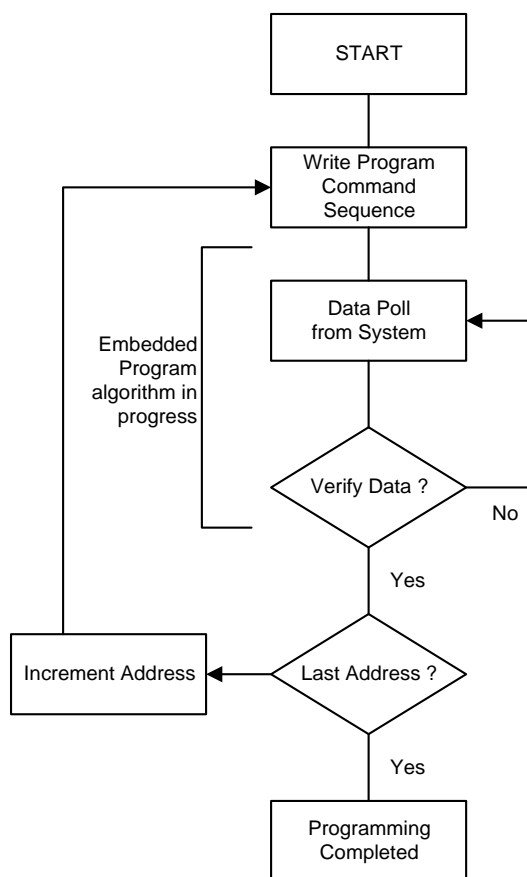 START
Write Program
Command
Sequence
Data Poll
from System
Embedded
Program
algorithm in
progress
Verify Data ?
No
Yes
Increment Address
Last Address ?
Yes
Programming
Completed